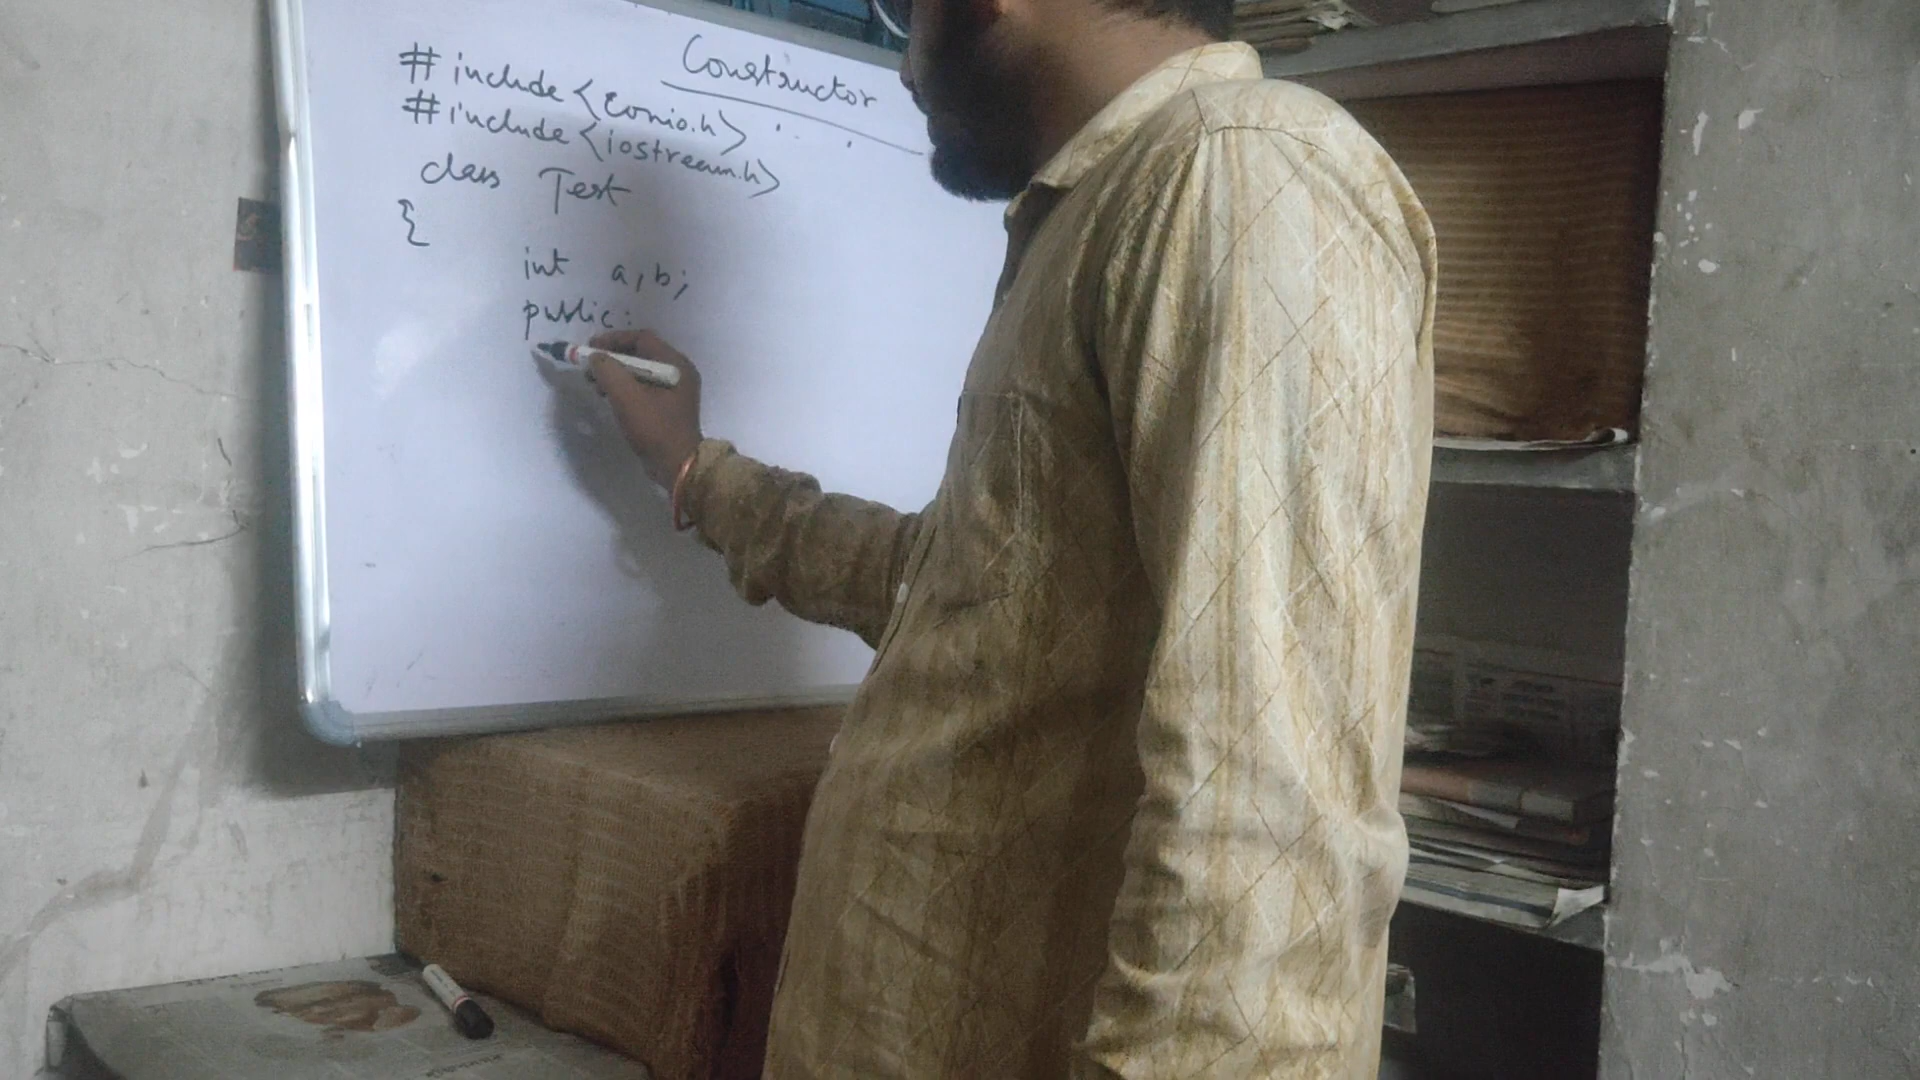 Constructor
#include <conio.h>
#include <iostream.h>
class Test
{
int a, b;
public: